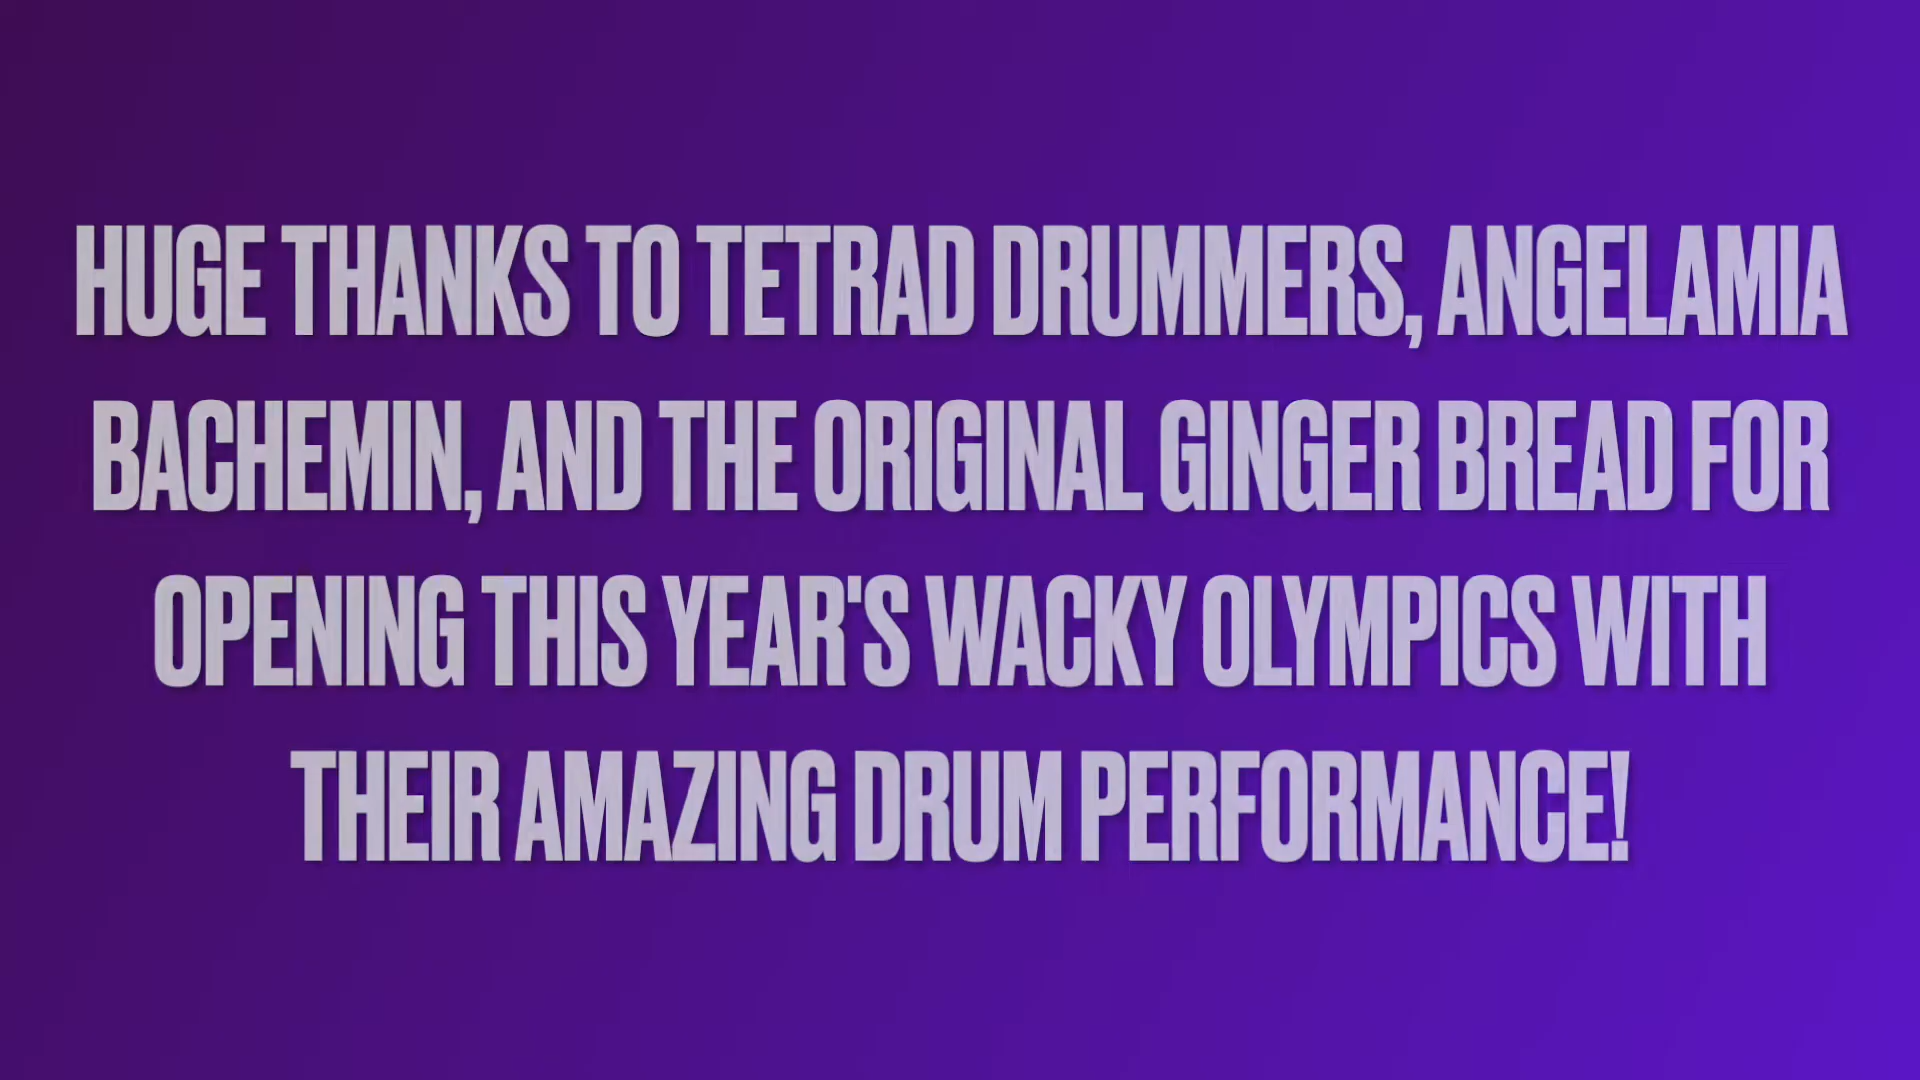 HUGE THANKS TO TETRAD DRUMMERS, ANGELAMIA
BACHEMIN, AND THE ORIGINAL GINGER BREAD FOR
OPENING THIS YEAR'S WACKY OLYMPICS WITH
THEIR AMAZING DRUM PERFORMANCE!